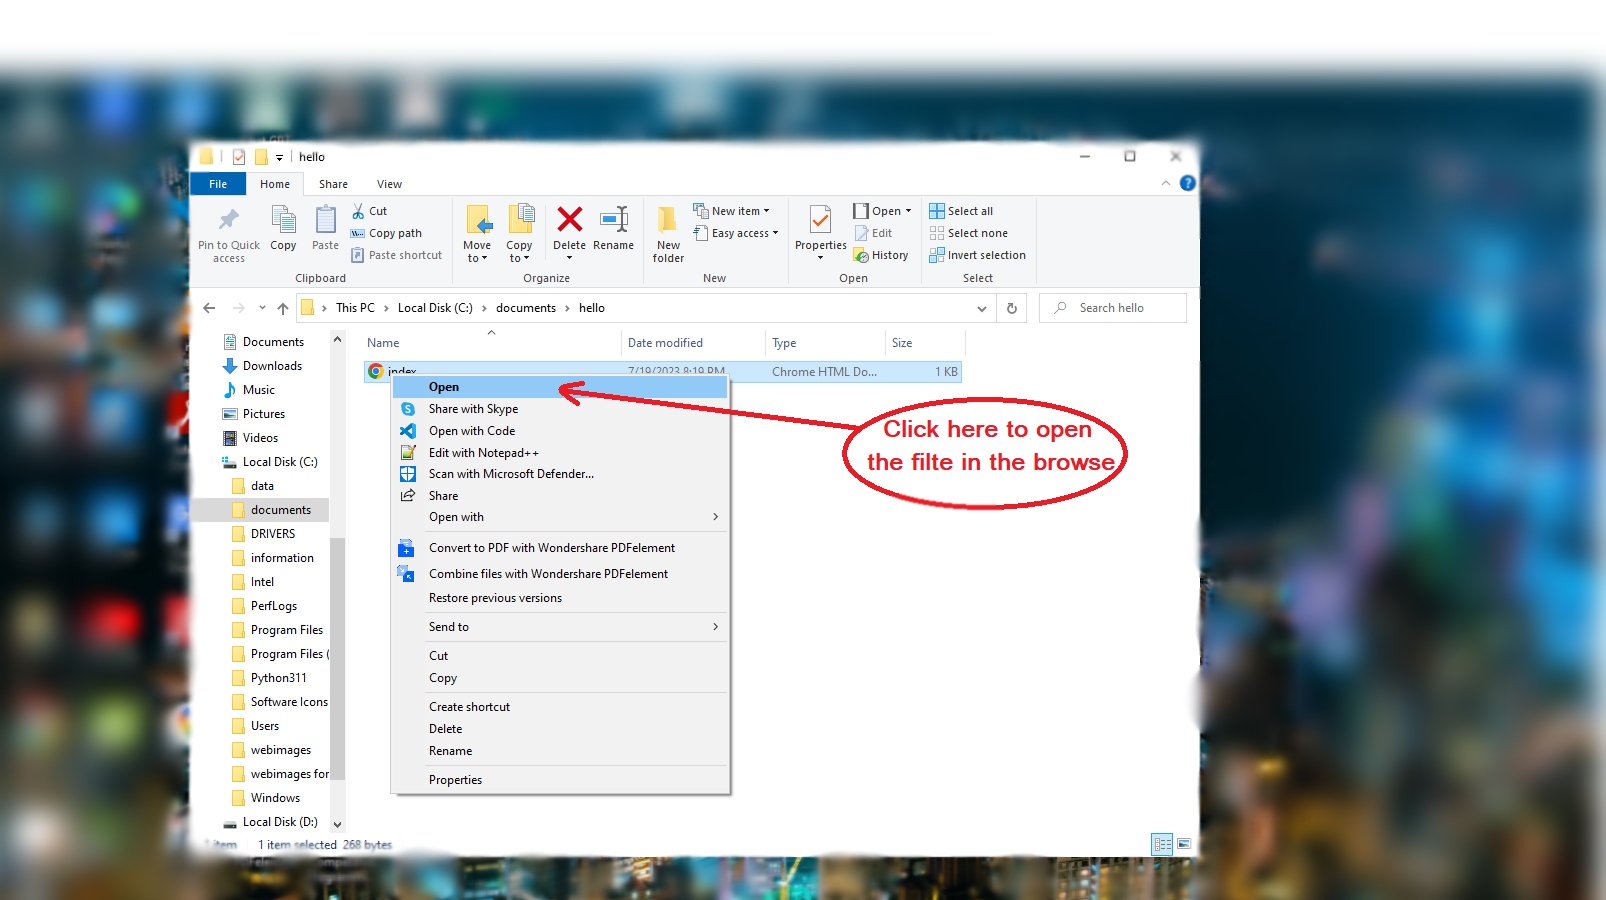 hello
File Home Share View
Pin to Quick access
Copy
Paste
Cut
Copy path
Paste shortcut
Clipboard
Move to
Copy to
Delete
Rename
Organize
New folder
New item
Easy access
New
Properties
Open
Edit
History
Open
Select all
Select none
Invert selection
Select
This PC > Local Disk (C:) > documents > hello
Search hello
Name Date modified Type Size
index 7/19/2023 8:19 PM Chrome HTML Do... 1 KB
Documents
Downloads
Music
Pictures
Videos
Local Disk (C:)
data
documents
DRIVERS
information
Intel
PerfLogs
Program Files
Program Files (
Python311
Software Icons
Users
webimages
webimages for
Windows
Local Disk (D:)
Open
Share with Skype
Open with Code
Edit with Notepad++
Scan with Microsoft Defender...
Share
Open with
Convert to PDF with Wondershare PDFelement
Combine files with Wondershare PDFelement
Restore previous versions
Send to
Cut
Copy
Create shortcut
Delete
Rename
Properties
Click here to open
the filte in the browse
1 item 1 item selected 268 bytes